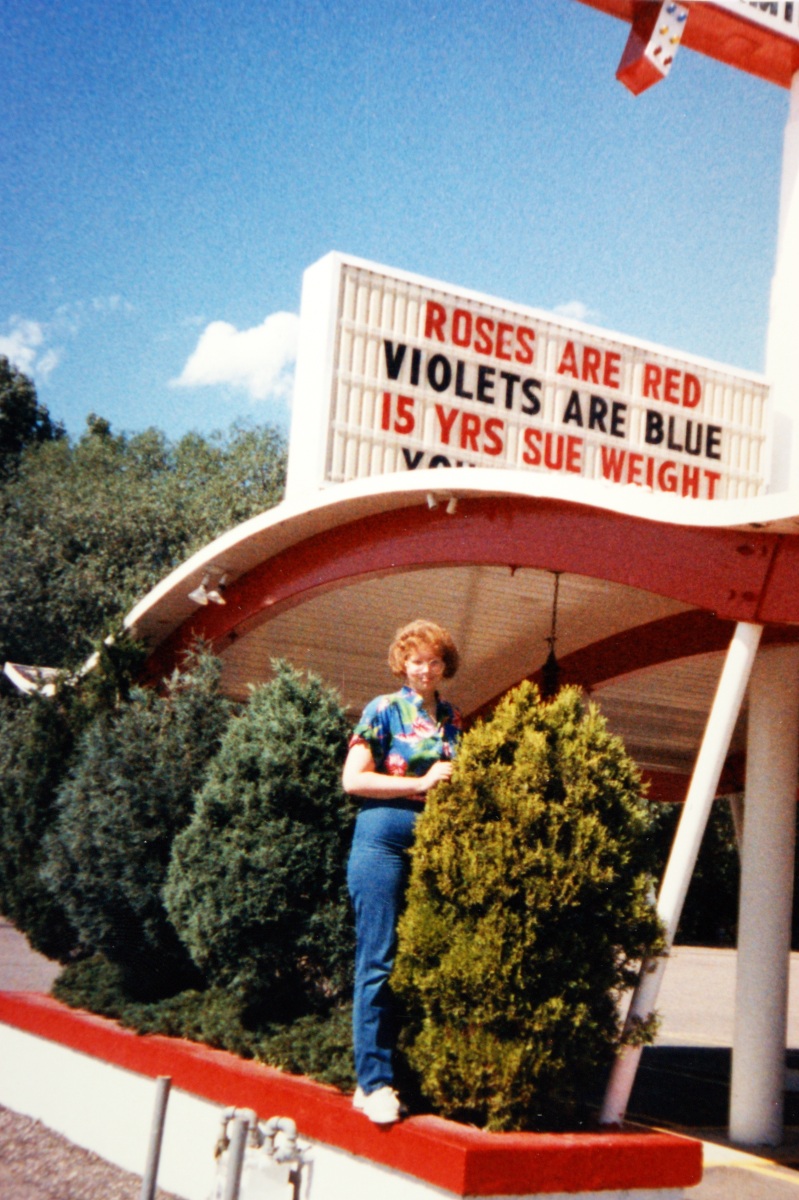 ROSES ARE RED
VIOLETS ARE BLUE
15 YRS SUE WEIGHT